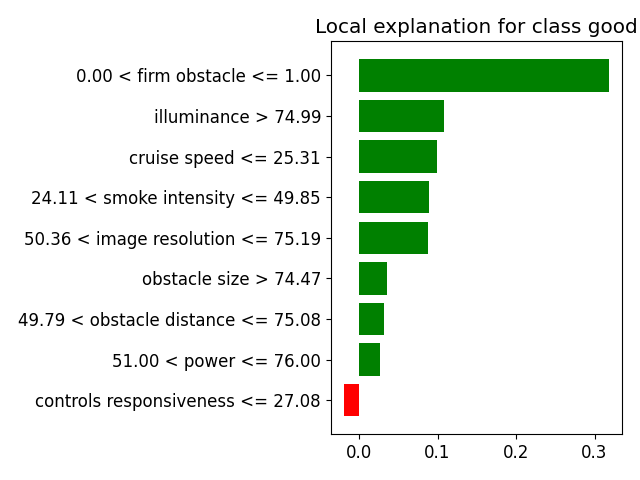 Local explanation for class good
0.00 < firm obstacle <= 1.00
illuminance > 74.99
cruise speed <= 25.31
24.11 < smoke intensity <= 49.85
50.36 < image resolution <= 75.19
obstacle size > 74.47
49.79 < obstacle distance <= 75.08
51.00 < power <= 76.00
controls responsiveness <= 27.08
0.0 0.1 0.2 0.3